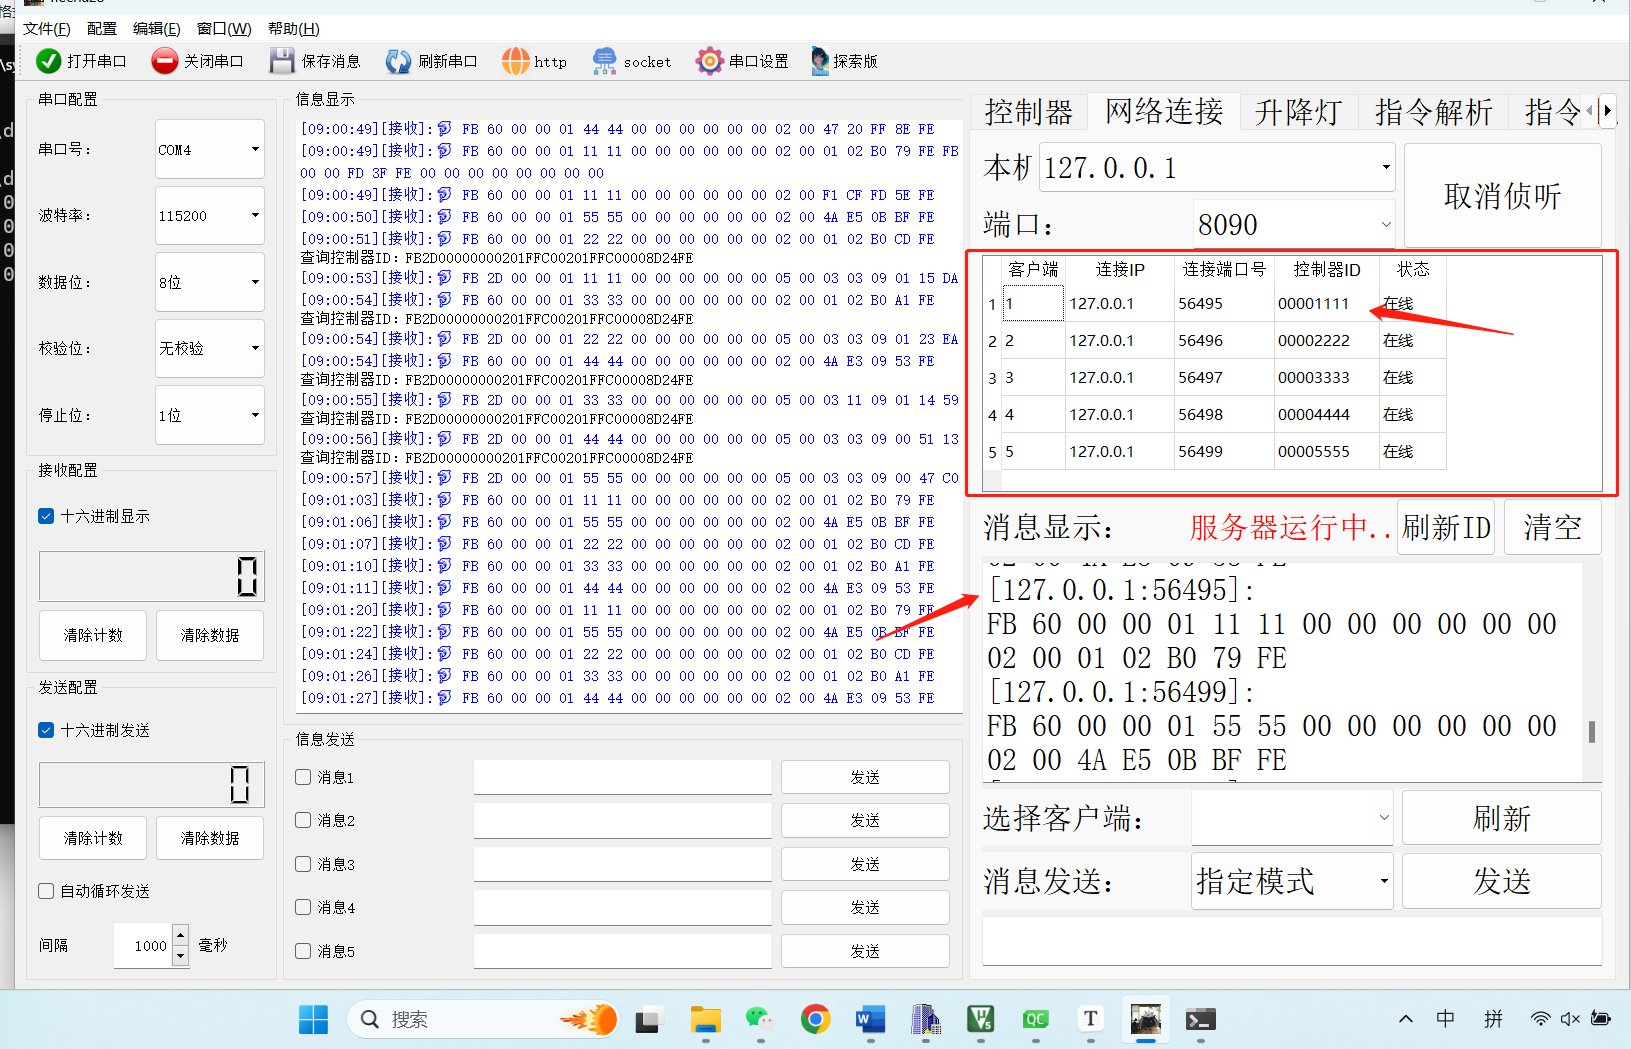 文件(F) 配置 编辑(E) 窗口(W) 帮助(H)
打开串口 关闭串口 保存消息 刷新串口 http socket 串口设置 探索版
串口配置
串口号: COM4
波特率: 115200
数据位: 8位
校验位: 无校验
停止位: 1位
接收配置
十六进制显示
0
清除计数 清除数据
发送配置
十六进制发送
0
清除计数 清除数据
自动循环发送
间隔 1000 毫秒
信息显示
[09:00:49][接收]: FB 60 00 00 01 44 44 00 00 00 00 00 00 02 00 47 20 FF 8E FE
[09:00:49][接收]: FB 60 00 00 01 11 11 00 00 00 00 00 00 02 00 01 02 B0 79 FE FB
00 00 FD 3F FE 00 00 00 00 00 00 00 00
[09:00:49][接收]: FB 60 00 00 01 11 11 00 00 00 00 00 00 02 00 F1 CF FD 5E FE
[09:00:50][接收]: FB 60 00 00 01 55 55 00 00 00 00 00 00 02 00 4A E5 0B BF FE
[09:00:51][接收]: FB 60 00 00 01 22 22 00 00 00 00 00 00 02 00 01 02 B0 CD FE
查询控制器ID：FB2D00000000201FFC00201FFC00008D24FE
[09:00:53][接收]: FB 2D 00 00 01 11 11 00 00 00 00 00 00 05 00 03 03 09 01 15 DA
[09:00:54][接收]: FB 60 00 00 01 33 33 00 00 00 00 00 00 02 00 01 02 B0 A1 FE
查询控制器ID：FB2D00000000201FFC00201FFC00008D24FE
[09:00:54][接收]: FB 2D 00 00 01 22 22 00 00 00 00 00 00 05 00 03 03 09 01 23 EA
[09:00:54][接收]: FB 60 00 00 01 44 44 00 00 00 00 00 00 02 00 4A E3 09 53 FE
查询控制器ID：FB2D00000000201FFC00201FFC00008D24FE
[09:00:55][接收]: FB 2D 00 00 01 33 33 00 00 00 00 00 00 05 00 03 11 09 01 14 59
查询控制器ID：FB2D00000000201FFC00201FFC00008D24FE
[09:00:56][接收]: FB 2D 00 00 01 44 44 00 00 00 00 00 00 05 00 03 03 09 00 51 13
查询控制器ID：FB2D00000000201FFC00201FFC00008D24FE
[09:00:57][接收]: FB 2D 00 00 01 55 55 00 00 00 00 00 00 05 00 03 03 09 00 47 C0
[09:01:03][接收]: FB 60 00 00 01 11 11 00 00 00 00 00 00 02 00 01 02 B0 79 FE
[09:01:06][接收]: FB 60 00 00 01 55 55 00 00 00 00 00 00 02 00 4A E5 0B BF FE
[09:01:07][接收]: FB 60 00 00 01 22 22 00 00 00 00 00 00 02 00 01 02 B0 CD FE
[09:01:10][接收]: FB 60 00 00 01 33 33 00 00 00 00 00 00 02 00 01 02 B0 A1 FE
[09:01:11][接收]: FB 60 00 00 01 44 44 00 00 00 00 00 00 02 00 4A E3 09 53 FE
[09:01:20][接收]: FB 60 00 00 01 11 11 00 00 00 00 00 00 02 00 01 02 B0 79 FE
[09:01:22][接收]: FB 60 00 00 01 55 55 00 00 00 00 00 00 02 00 4A E5 0B BF FE
[09:01:24][接收]: FB 60 00 00 01 22 22 00 00 00 00 00 00 02 00 01 02 B0 CD FE
[09:01:26][接收]: FB 60 00 00 01 33 33 00 00 00 00 00 00 02 00 01 02 B0 A1 FE
[09:01:27][接收]: FB 60 00 00 01 44 44 00 00 00 00 00 00 02 00 4A E3 09 53 FE
信息发送
消息1 发送
消息2 发送
消息3 发送
消息4 发送
消息5 发送
控制器 网络连接 升降灯 指令解析 指令
本机 127.0.0.1 取消侦听
端口: 8090
客户端 连接IP 连接端口号 控制器ID 状态
1 1 127.0.0.1 56495 00001111 在线
2 2 127.0.0.1 56496 00002222 在线
3 3 127.0.0.1 56497 00003333 在线
4 4 127.0.0.1 56498 00004444 在线
5 5 127.0.0.1 56499 00005555 在线
消息显示: 服务器运行中.. 刷新ID 清空
[127.0.0.1:56495]:
FB 60 00 00 01 11 11 00 00 00 00 00 00
02 00 01 02 B0 79 FE
[127.0.0.1:56499]:
FB 60 00 00 01 55 55 00 00 00 00 00 00
02 00 4A E5 0B BF FE
选择客户端: 刷新
消息发送: 指定模式 发送
搜索 W H5 QC T 中 拼